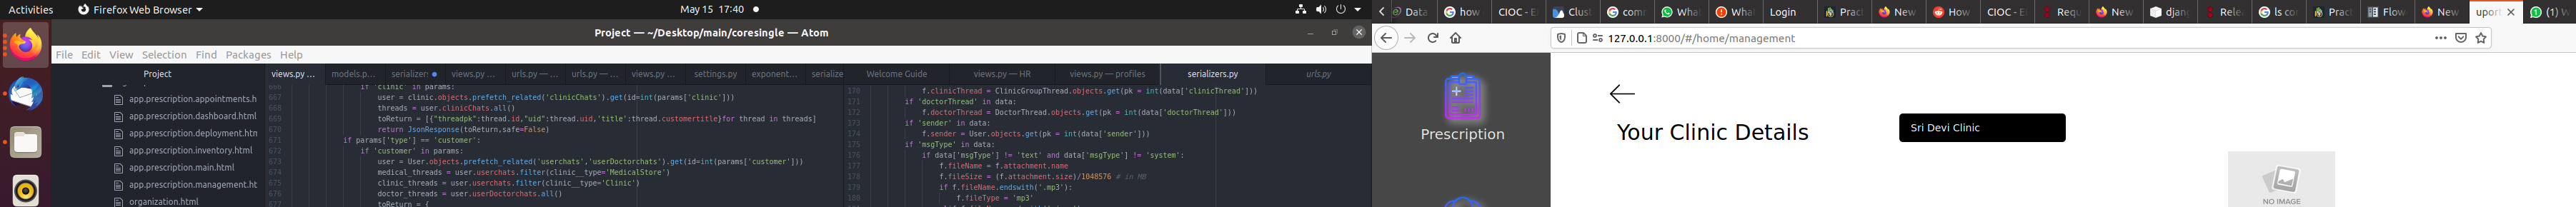 Activities
Firefox Web Browser
May 15 17:40
Project — ~/Desktop/main/coresingle — Atom
File Edit View Selection Find Packages Help
Project
app.prescription.appointments.h
app.prescription.dashboard.html
app.prescription.deployment.htm
app.prescription.inventory.html
app.prescription.main.html
app.prescription.management.ht
organization.html
views.py ...
models.p...
serializer:
views.py ...
urls.py — ...
urls.py — ...
views.py ...
settings.py
exponent...
serialize
666 if 'clinic' in params:
667 user = clinic.objects.prefetch_related('clinicChats').get(id=int(params['clinic']))
668 threads = user.clinicChats.all()
669 toReturn = [{"threadpk":thread.id,"uid":thread.uid,'title':thread.customertitle}for thread in threads]
670 return JsonResponse(toReturn,safe=False)
671 if params['type'] == 'customer':
672 if 'customer' in params:
673 user = User.objects.prefetch_related('userchats','userDoctorchats').get(id=int(params['customer']))
674 medical_threads = user.userchats.filter(clinic__type='MedicalStore')
675 clinic_threads = user.userchats.filter(clinic__type='Clinic')
676 doctor_threads = user.userDoctorchats.all()
677 toReturn = {
Welcome Guide
views.py — HR
views.py — profiles
serializers.py
urls.py
170 f.clinicThread = ClinicGroupThread.objects.get(pk = int(data['clinicThread']))
171 if 'doctorThread' in data:
172 f.doctorThread = DoctorThread.objects.get(pk = int(data['doctorThread']))
173 if 'sender' in data:
174 f.sender = User.objects.get(pk = int(data['sender']))
175 if 'msgType' in data:
176 if data['msgType'] != 'text' and data['msgType'] != 'system':
177 f.fileName = f.attachment.name
178 f.fileSize = (f.attachment.size)/1048576 # in MB
179 if f.fileName.endswith('.mp3'):
180 f.fileType = 'mp3'
Data
how
CIOC - E
Clust
com
What
What
Login
Pract
New
How
CIOC - E
Requ
New
djang
Relea
ls co
Pract
Flow
New
uport
(1) W
127.0.0.1:8000/#/home/management
Prescription
Your Clinic Details
Sri Devi Clinic
NO IMAGE